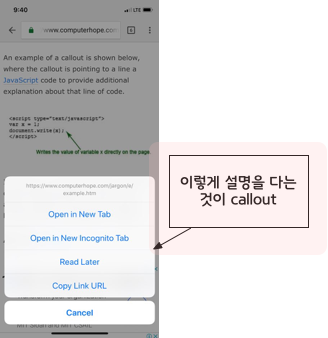 9:40
LTE
www.computerhope.com
An example of a callout is shown below,
where the callout is pointing to a line a
JavaScript code to provide additional
explanation about that line of code.
<script type="text/javascript">
var x = 1;
document.write(x);
</script>
Writes the value of variable x directly on the page.
https://www.computerhope.com/jargon/e/
example.htm
Open in New Tab
Open in New Incognito Tab
Read Later
Copy Link URL
Cancel
이렇게 설명을 다는
것이 callout